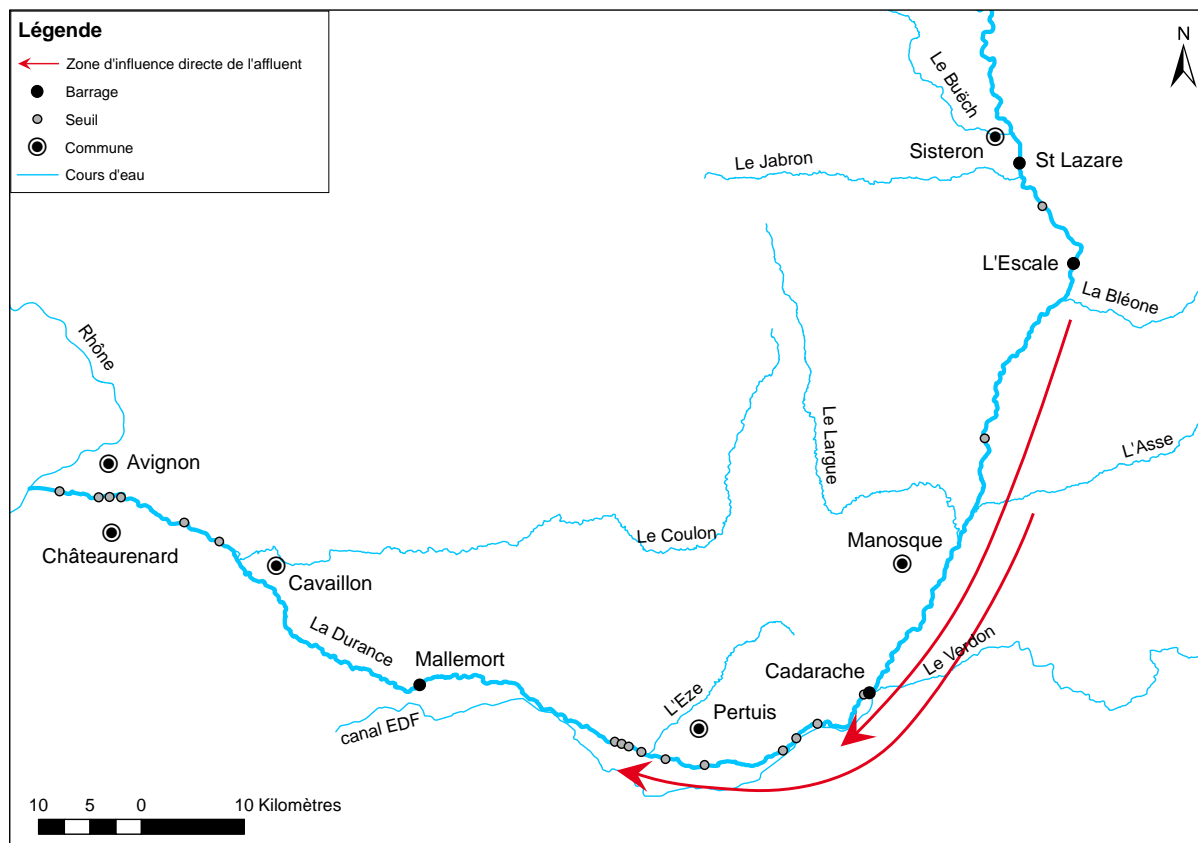 Légende
Zone d'influence directe de l'affluent
Barrage
Seuil
Commune
Cours d'eau
N
Le Buëch
Sisteron
St Lazare
Le Jabron
L'Escale
La Bléone
Rhône
Le Largue
L'Asse
Avignon
Le Coulon
Manosque
Châteaurenard
Cavaillon
La Durance
Le Verdon
Mallemort
Cadarache
L'Eze
Pertuis
canal EDF
10 5 0 10 Kilomètres